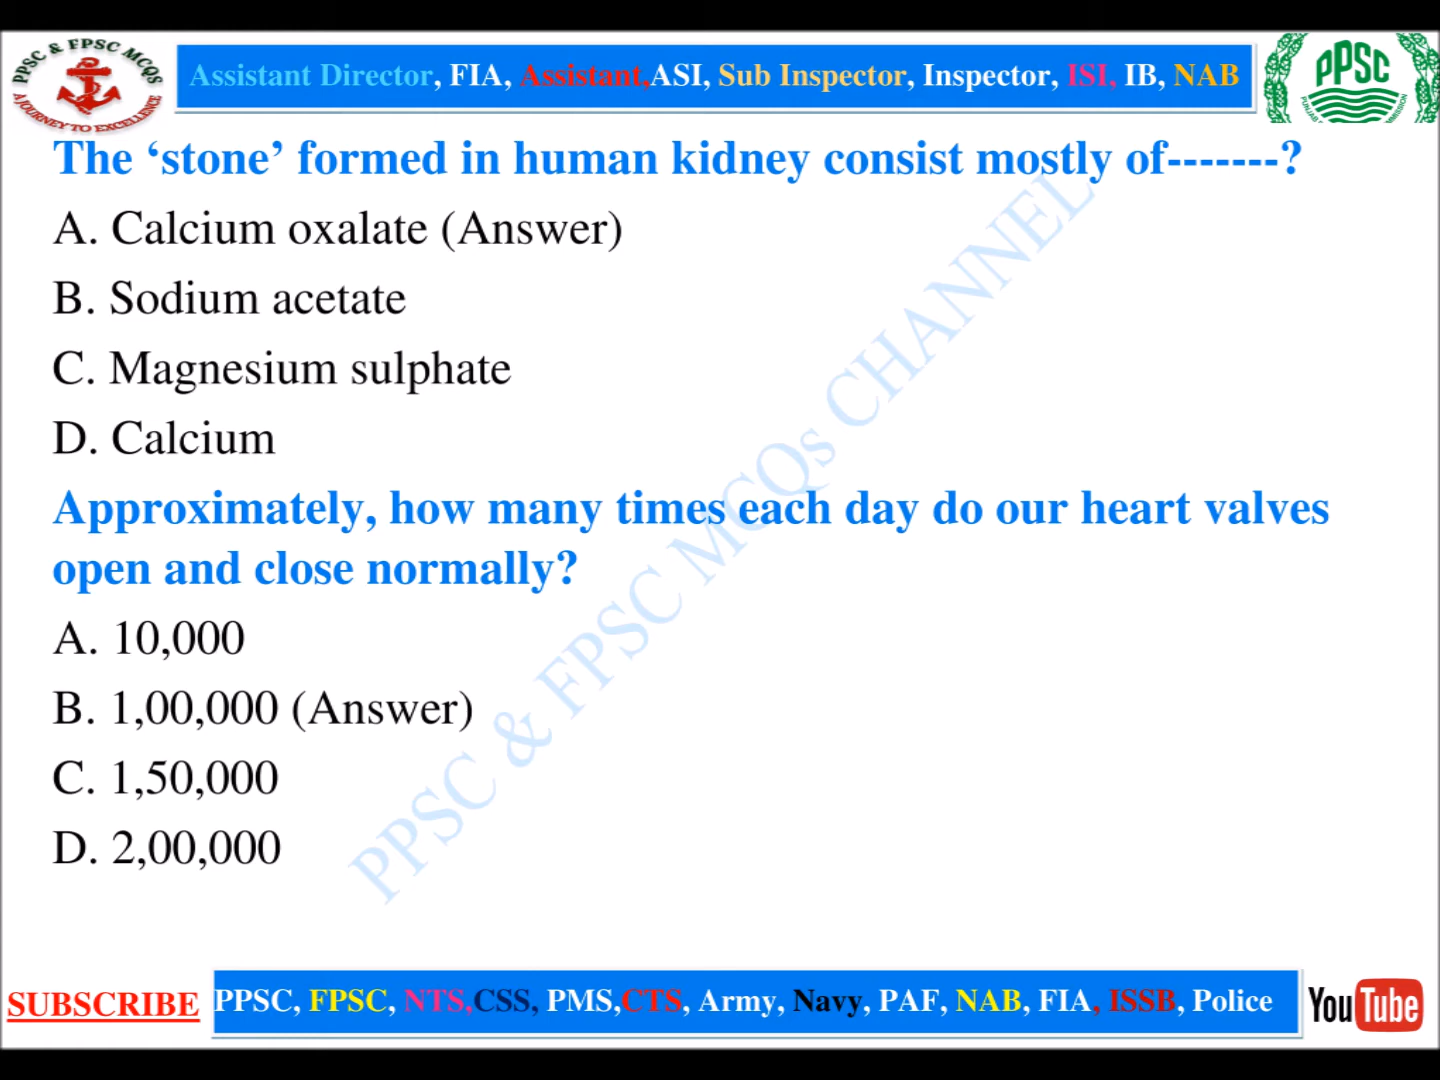 PPSC & FPSC MCQS
A JOURNEY TO EXCELLENCE
Assistant Director, FIA, Assistant,ASI, Sub Inspector, Inspector, ISI, IB, NAB
PPSC
The ‘stone’ formed in human kidney consist mostly of-------?
A. Calcium oxalate (Answer)
B. Sodium acetate
C. Magnesium sulphate
D. Calcium
Approximately, how many times each day do our heart valves
open and close normally?
A. 10,000
B. 1,00,000 (Answer)
C. 1,50,000
D. 2,00,000
PPSC & FPSC MCQs CHANNEL
SUBSCRIBE
PPSC, FPSC, NTS,CSS, PMS,CTS, Army, Navy, PAF, NAB, FIA, ISSB, Police
YouTube